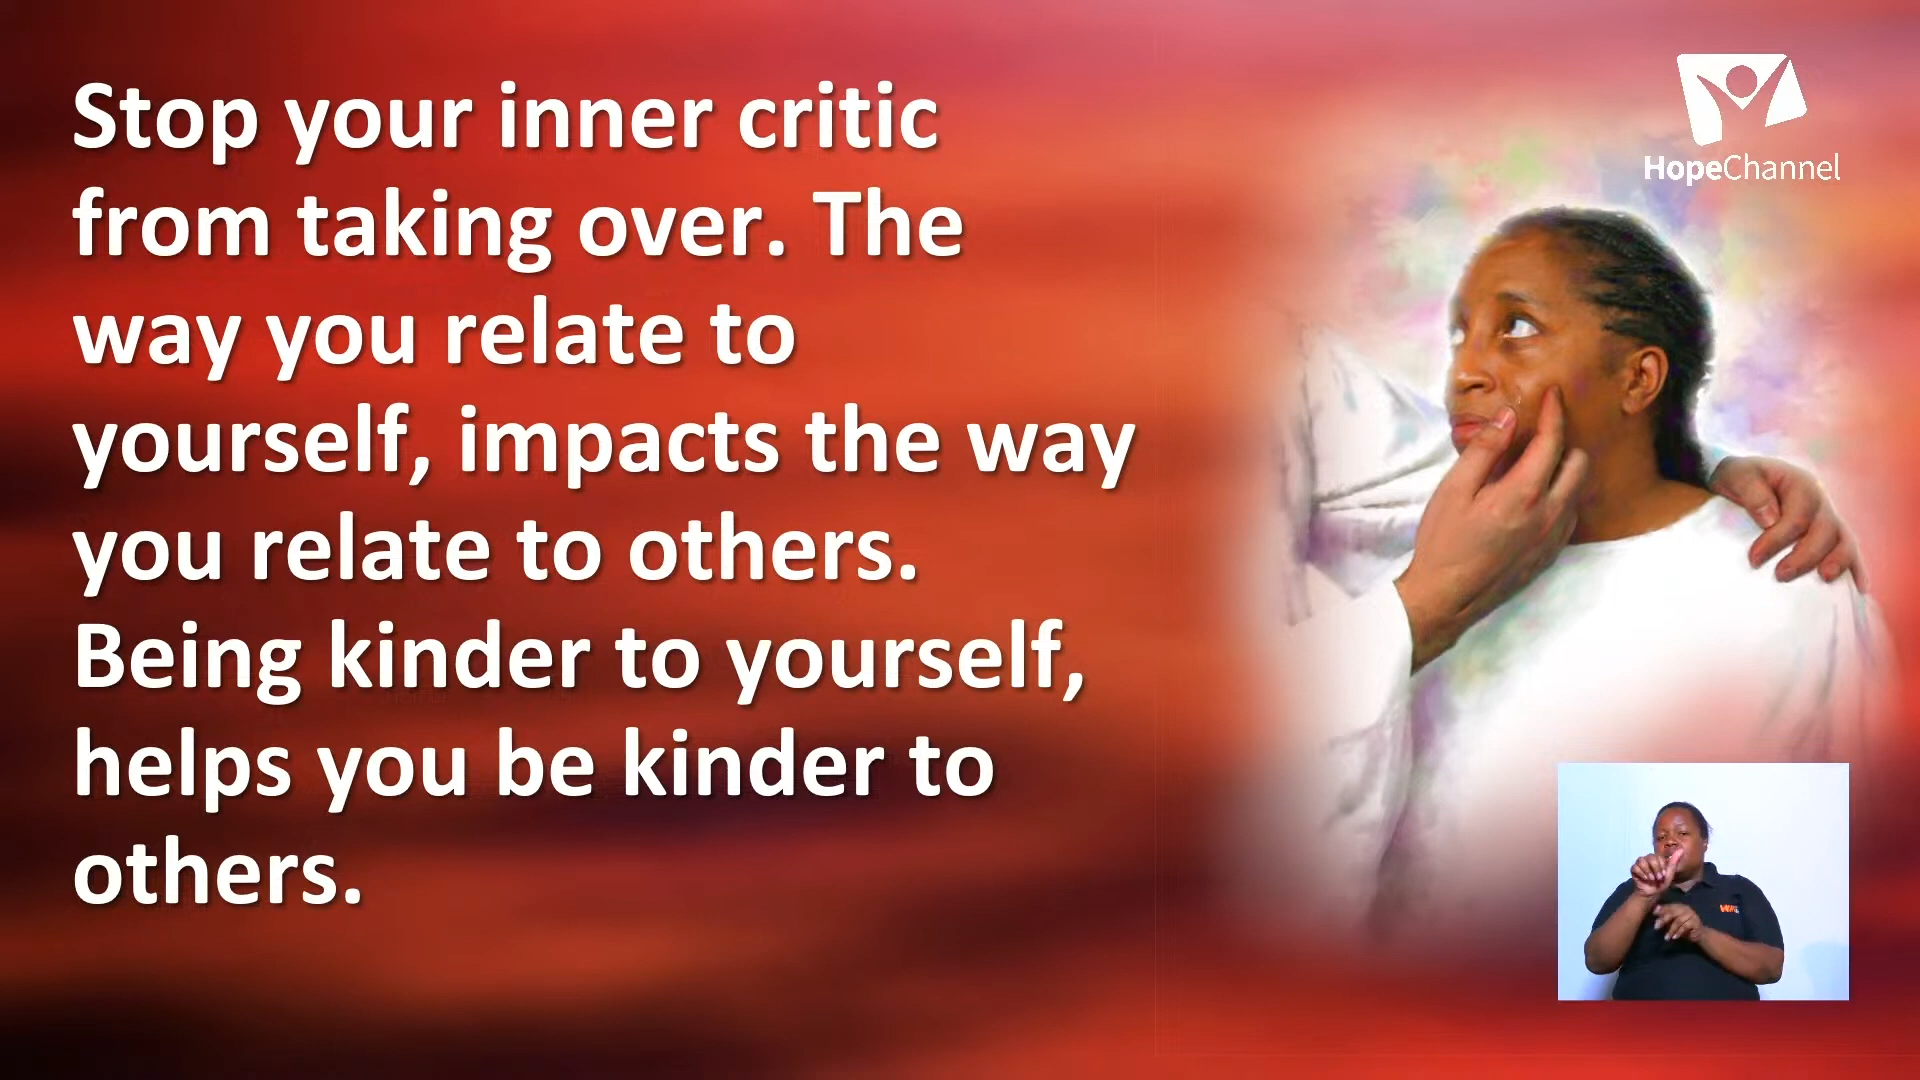 Stop your inner critic
from taking over. The
way you relate to
yourself, impacts the way
you relate to others.
Being kinder to yourself,
helps you be kinder to
others.
HopeChannel